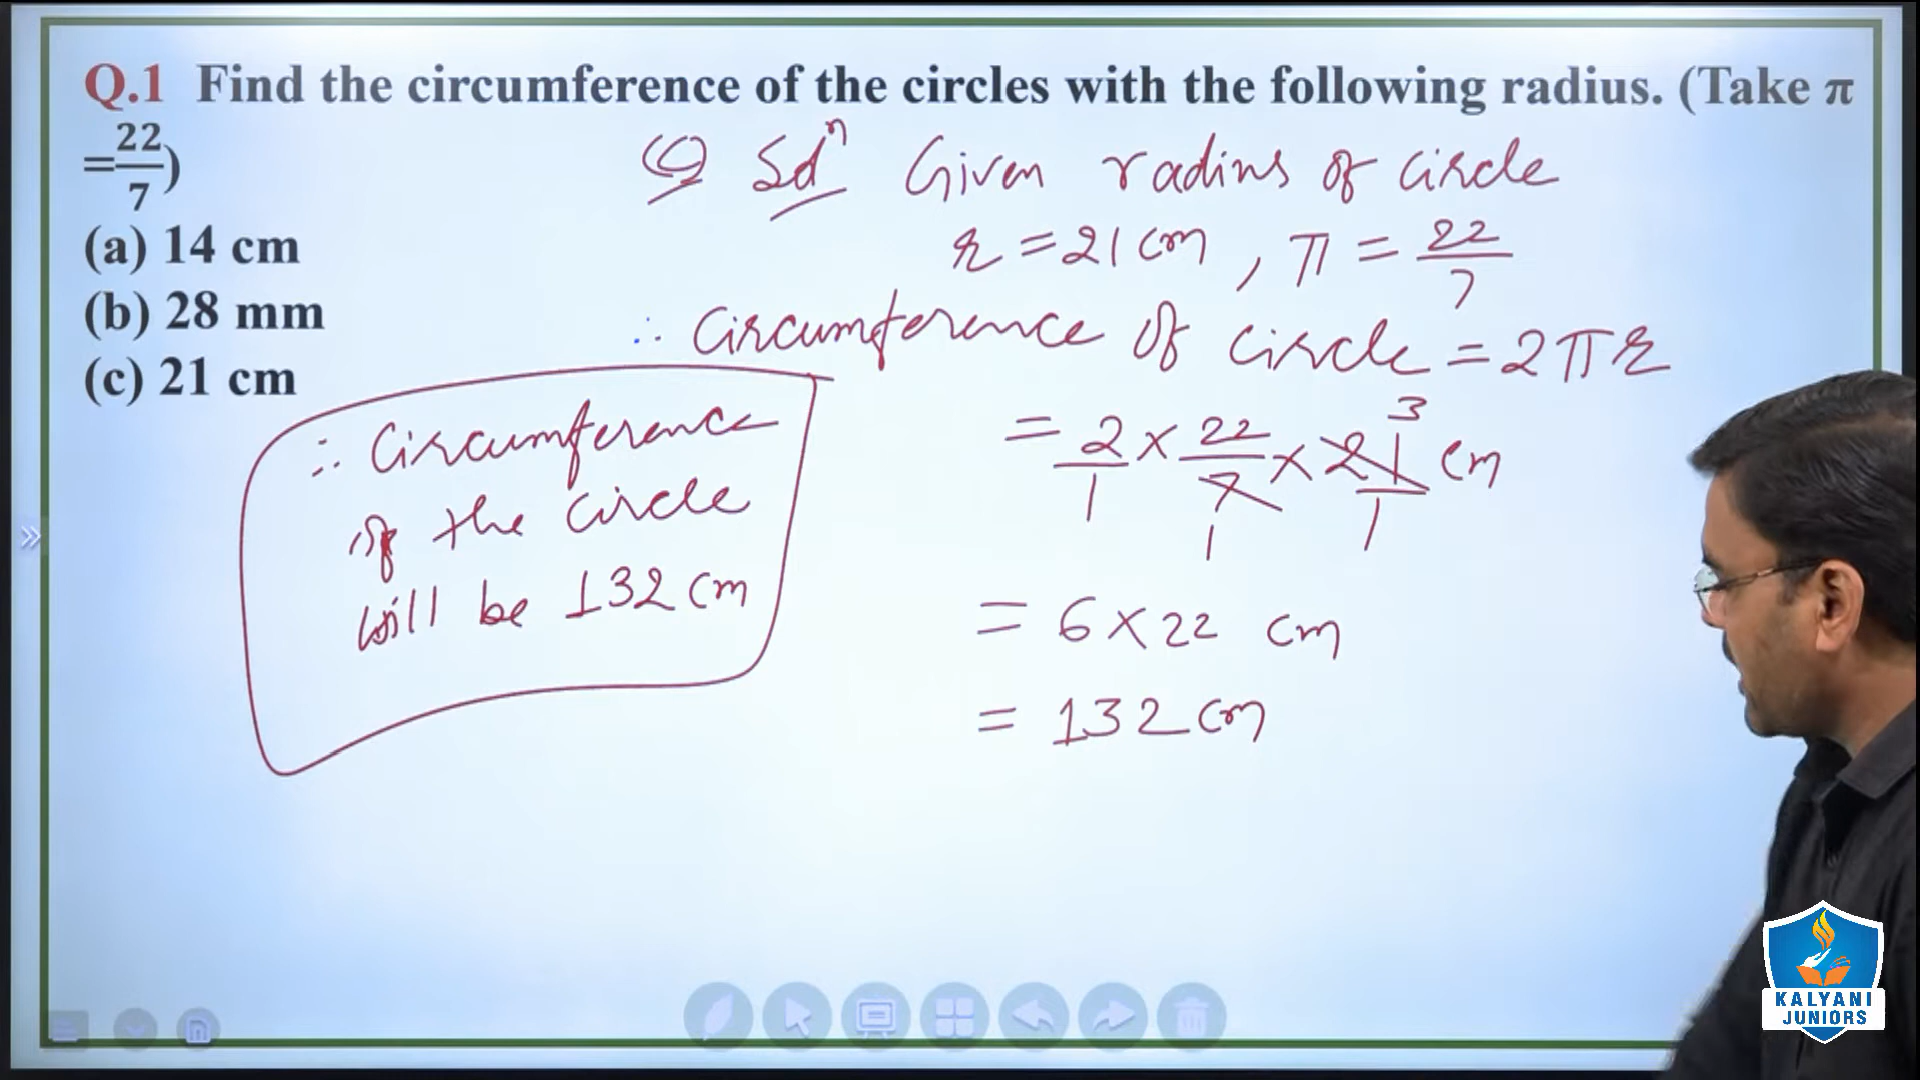 Q.1 Find the circumference of the circles with the following radius. (Take π
=22/7)
(a) 14 cm
(b) 28 mm
(c) 21 cm
(c) Solⁿ Given radius of circle
r = 21 cm, π = 22/7
∴ Circumference of circle = 2πr
= 2/1 × 22/7 × 21/1 cm
3
1
= 6 × 22 cm
= 132 cm
∴ Circumference
of the circle
will be 132 cm
KALYANI
JUNIORS